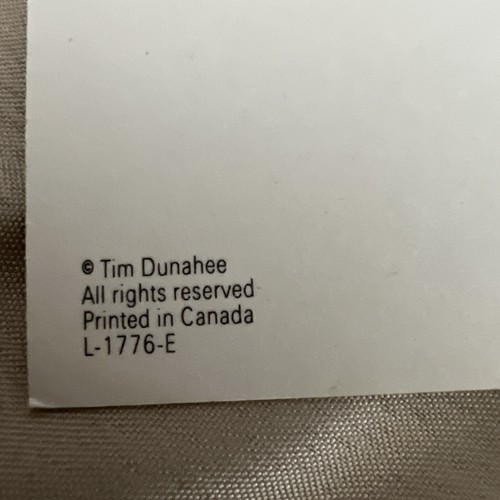 © Tim Dunahee
All rights reserved
Printed in Canada
L-1776-E